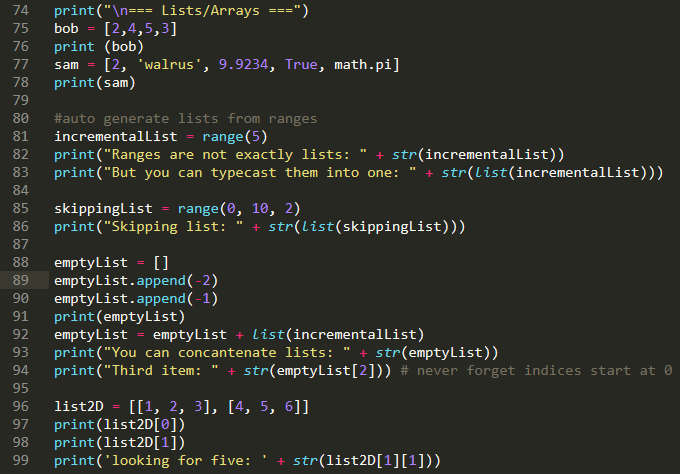 74 print("\n=== Lists/Arrays ===")
75 bob = [2,4,5,3]
76 print (bob)
77 sam = [2, 'walrus', 9.9234, True, math.pi]
78 print(sam)
79
80 #auto generate lists from ranges
81 incrementalList = range(5)
82 print("Ranges are not exactly lists: " + str(incrementalList))
83 print("But you can typecast them into one: " + str(list(incrementalList)))
84
85 skippingList = range(0, 10, 2)
86 print("Skipping list: " + str(list(skippingList)))
87
88 emptyList = []
89 emptyList.append(-2)
90 emptyList.append(-1)
91 print(emptyList)
92 emptyList = emptyList + list(incrementalList)
93 print("You can concantenate lists: " + str(emptyList))
94 print("Third item: " + str(emptyList[2])) # never forget indices start at 0
95
96 list2D = [[1, 2, 3], [4, 5, 6]]
97 print(list2D[0])
98 print(list2D[1])
99 print('looking for five: ' + str(list2D[1][1]))